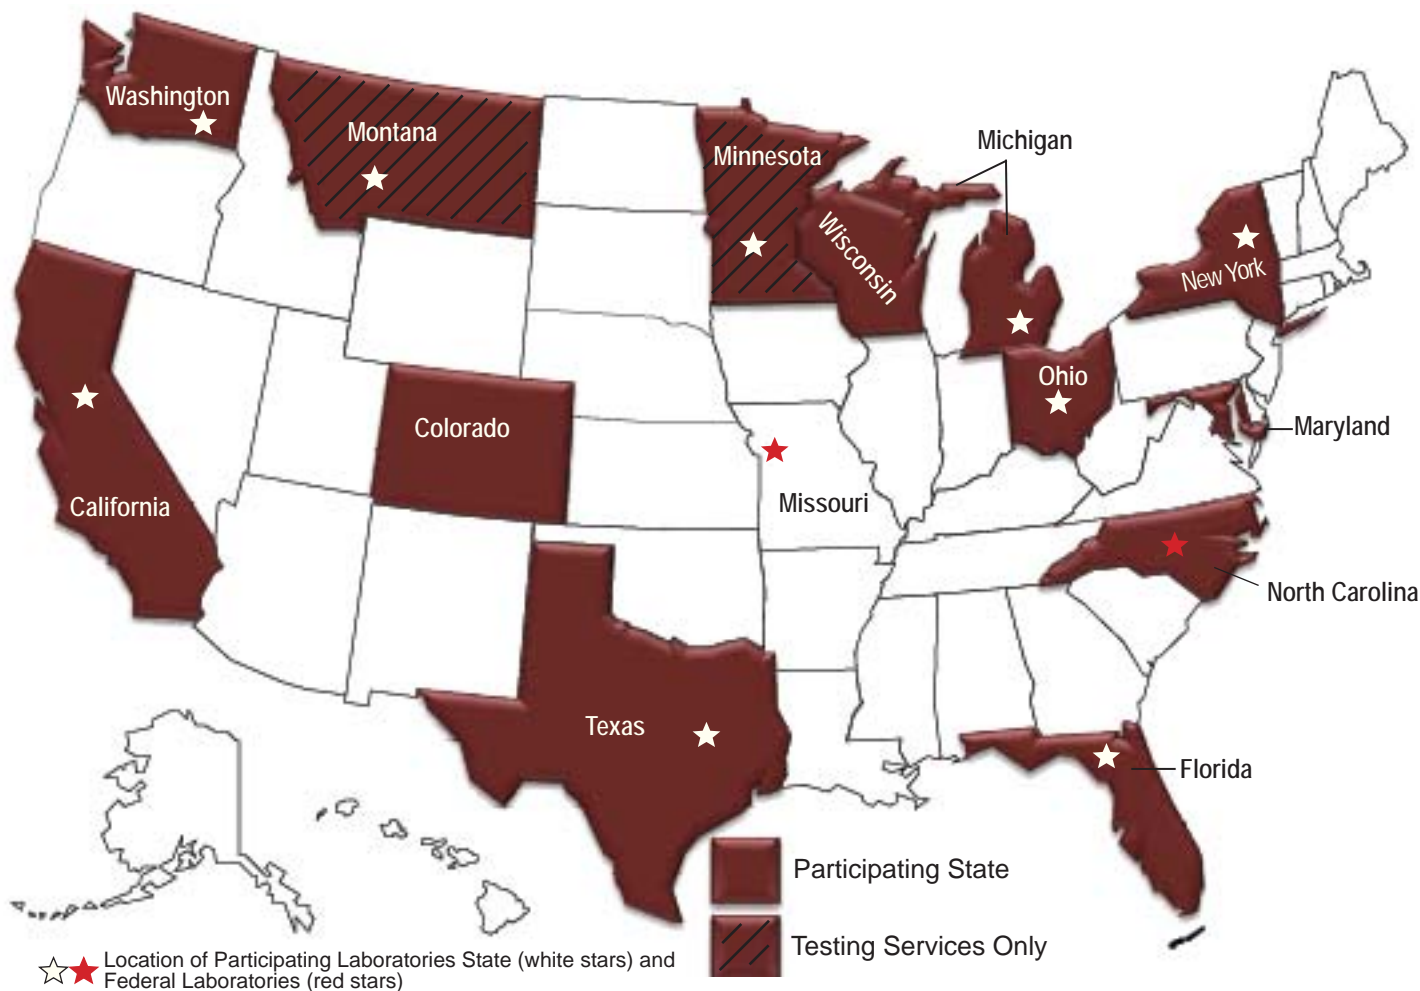 Washington
Montana
Minnesota
Michigan
Wisconsin
New York
Ohio
Colorado
Maryland
California
Missouri
North Carolina
Texas
Florida
Participating State
Testing Services Only
Location of Participating Laboratories State (white stars) and
Federal Laboratories (red stars)